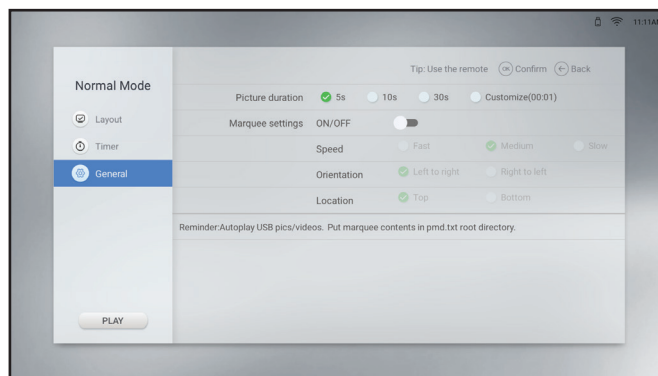 11:11AM
Tip: Use the remote OK Confirm Back
Normal Mode
Layout
Timer
General
PLAY
Picture duration 5s 10s 30s Customize(00:01)
Marquee settings ON/OFF
Speed Fast Medium Slow
Orientation Left to right Right to left
Location Top Bottom
Reminder:Autoplay USB pics/videos. Put marquee contents in pmd.txt root directory.